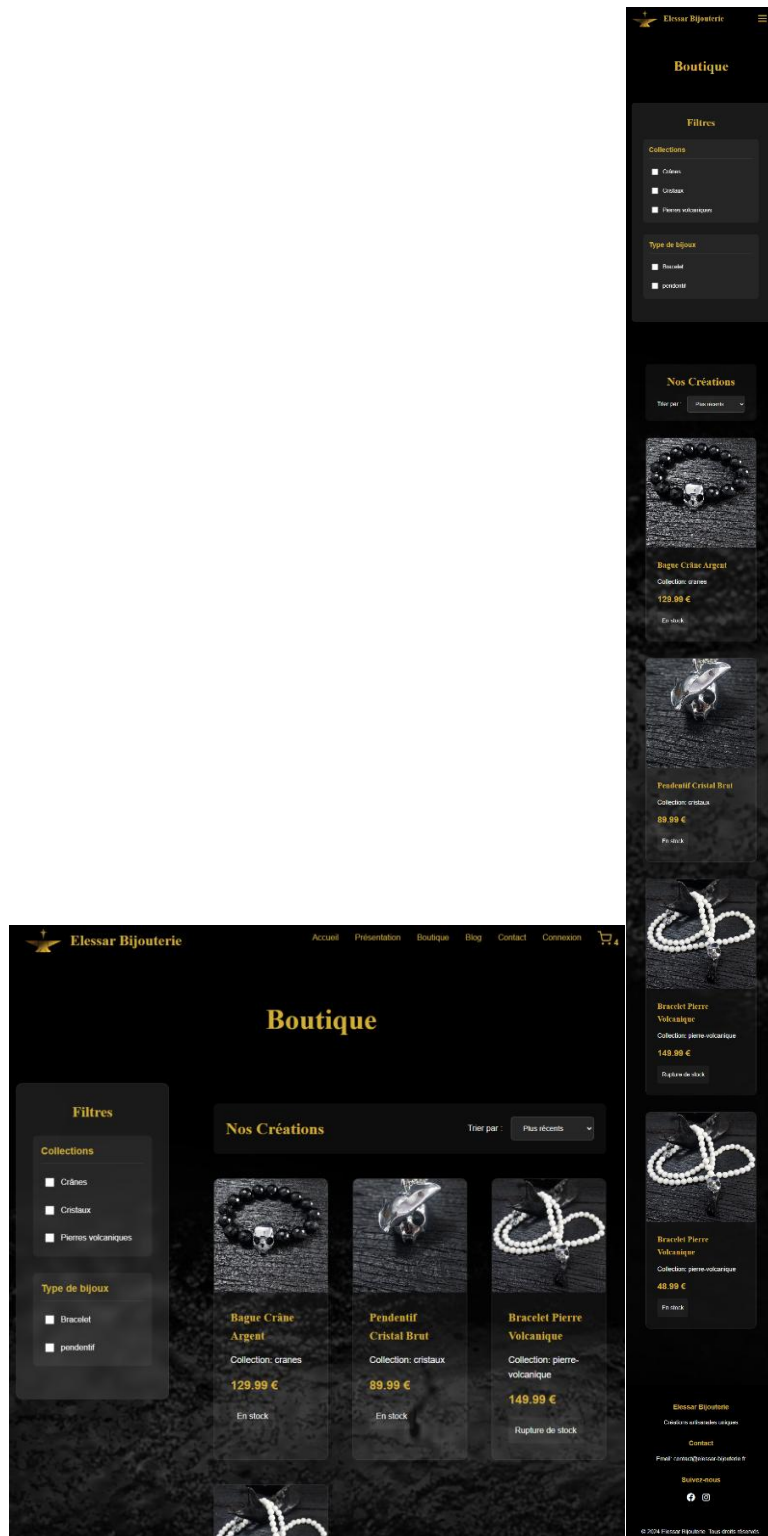 Elessar Bijouterie
Accueil Présentation Boutique Blog Contact Connexion 4
Boutique
Filtres
Collections
Crânes
Cristaux
Pierres volcaniques
Type de bijoux
Bracelet
pendentif
Nos Créations
Trier par : Plus récents
Bague Crâne
Argent
Collection: cranes
129.99 €
En stock
Pendentif
Cristal Brut
Collection: cristaux
89.99 €
En stock
Bracelet Pierre
Volcanique
Collection: pierre-
volcanique
149.99 €
Rupture de stock
Elessar Bijouterie
Boutique
Filtres
Collections
Crânes
Cristaux
Pierres volcaniques
Type de bijoux
Bracelet
pendentif
Nos Créations
Trier par : Plus récents
Bague Crâne Argent
Collection: cranes
129.99 €
En stock
Pendentif Cristal Brut
Collection: cristaux
89.99 €
En stock
Bracelet Pierre
Volcanique
Collection: pierre-volcanique
149.99 €
Rupture de stock
Bracelet Pierre
Volcanique
Collection: pierre-volcanique
48.99 €
En stock
Elessar Bijouterie
Créations artisanales uniques
Contact
Email: contact@elessar-bijouterie.fr
Suivez-nous
© 2024 Elessar Bijouterie. Tous droits réservés